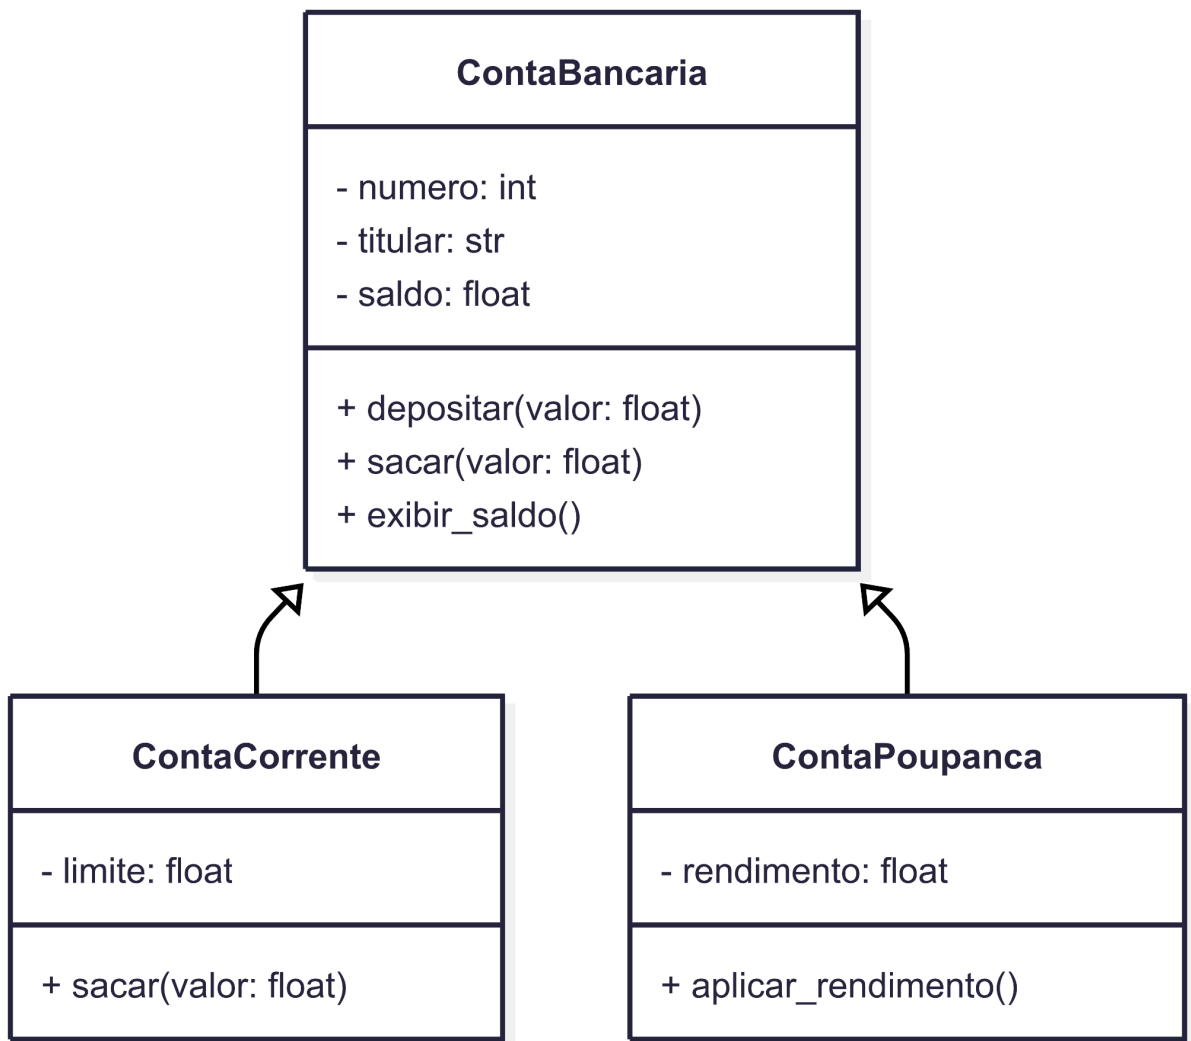 ContaBancaria
- numero: int
- titular: str
- saldo: float
+ depositar(valor: float)
+ sacar(valor: float)
+ exibir_saldo()
ContaCorrente
- limite: float
+ sacar(valor: float)
ContaPoupanca
- rendimento: float
+ aplicar_rendimento()